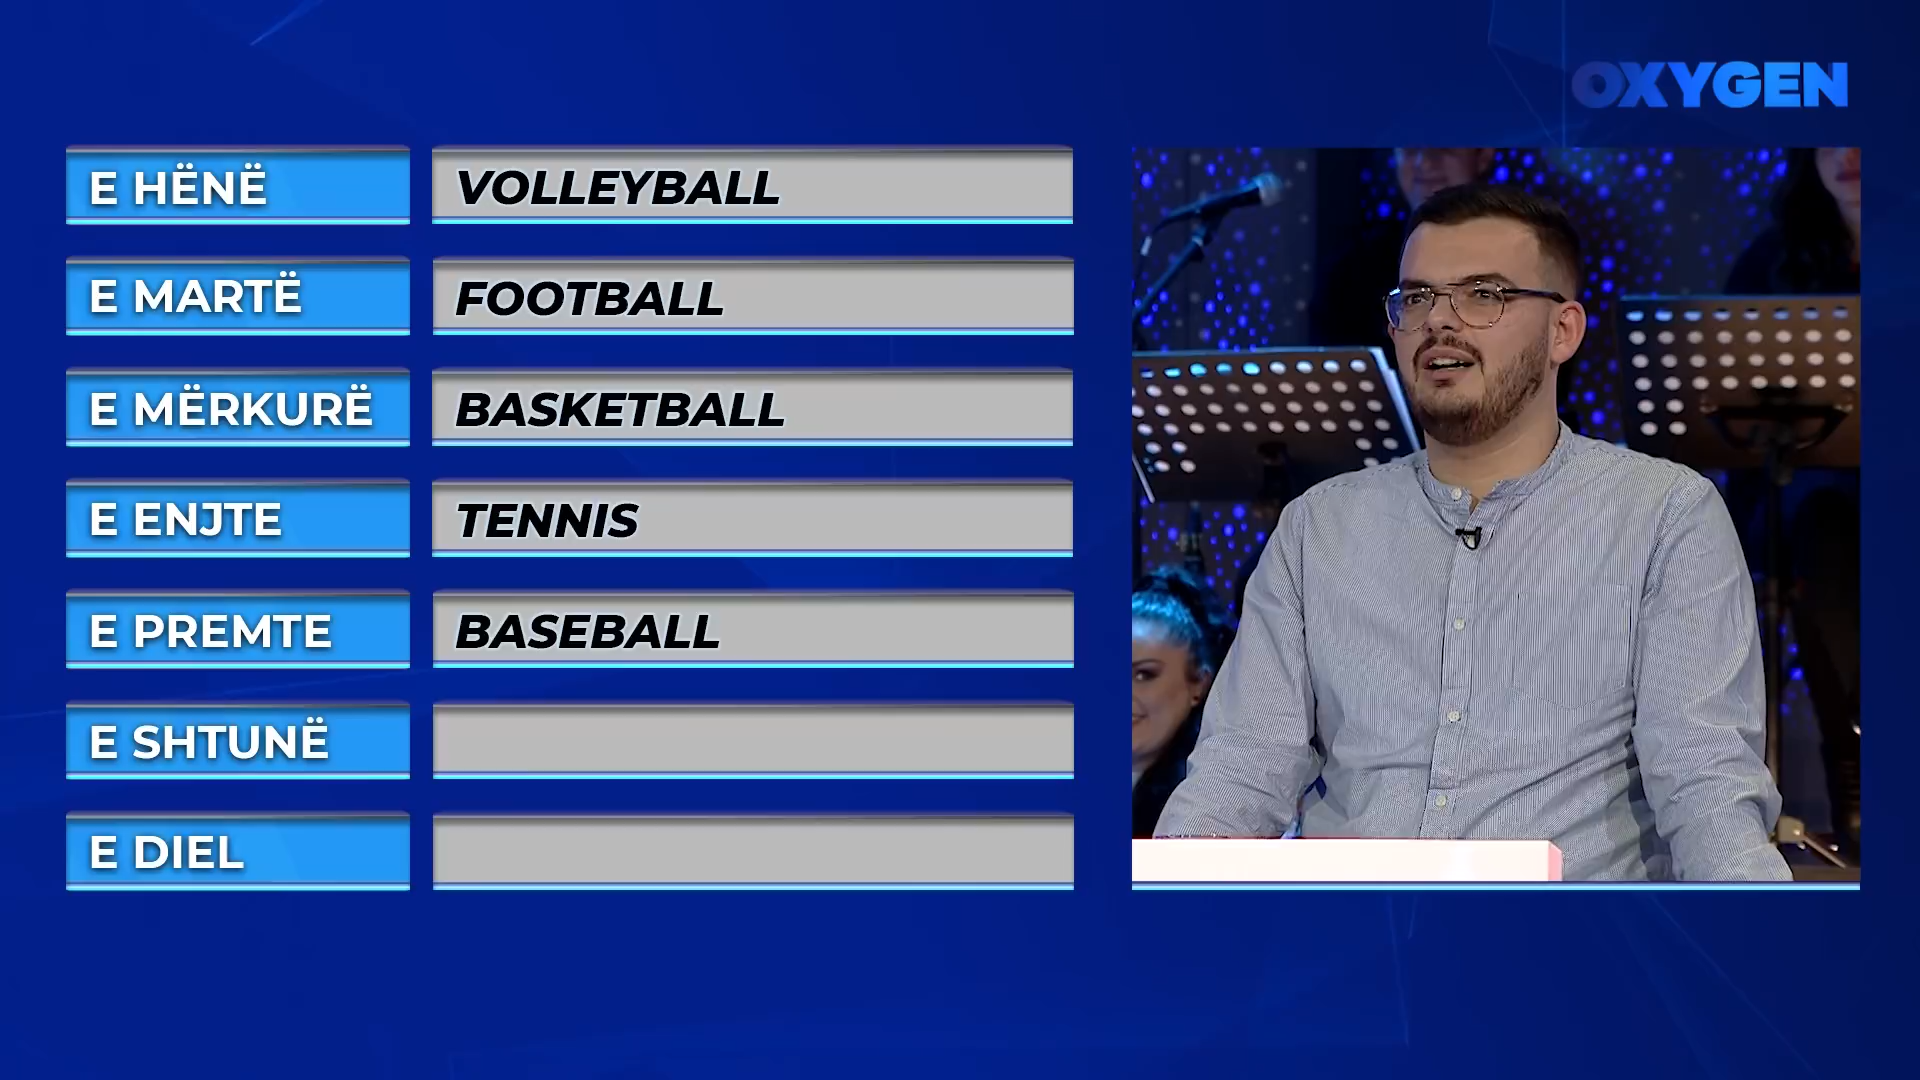 OXYGEN
E HËNË
VOLLEYBALL
E MARTË
FOOTBALL
E MËRKURË
BASKETBALL
E ENJTE
TENNIS
E PREMTE
BASEBALL
E SHTUNË
E DIEL